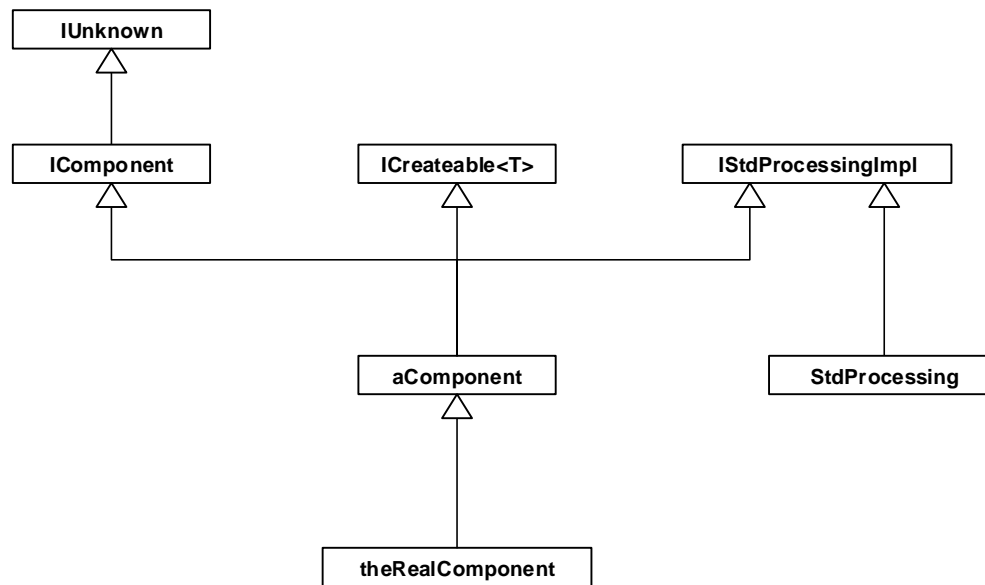 IUnknown
IComponent
ICreateable<T>
IStdProcessingImpl
aComponent
StdProcessing
theRealComponent